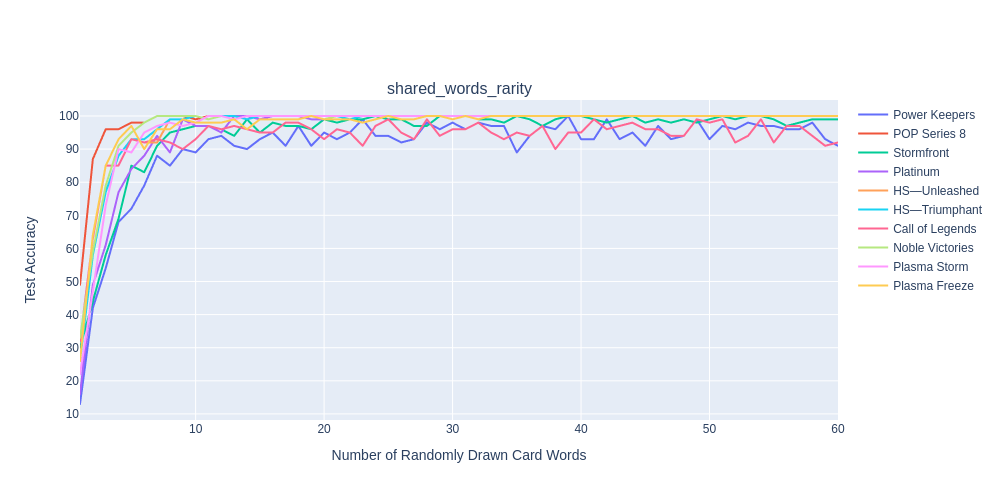 shared_words_rarity
Test Accuracy
100
90
80
70
60
50
40
30
20
10
10
20
30
40
50
60
Number of Randomly Drawn Card Words
Power Keepers
POP Series 8
Stormfront
Platinum
HS—Unleashed
HS—Triumphant
Call of Legends
Noble Victories
Plasma Storm
Plasma Freeze